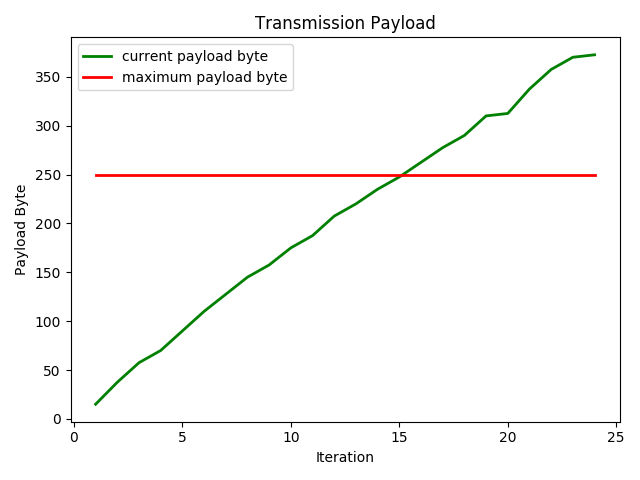 Transmission Payload
current payload byte
maximum payload byte
350
300
250
200
150
100
50
0
Payload Byte
0 5 10 15 20 25
Iteration